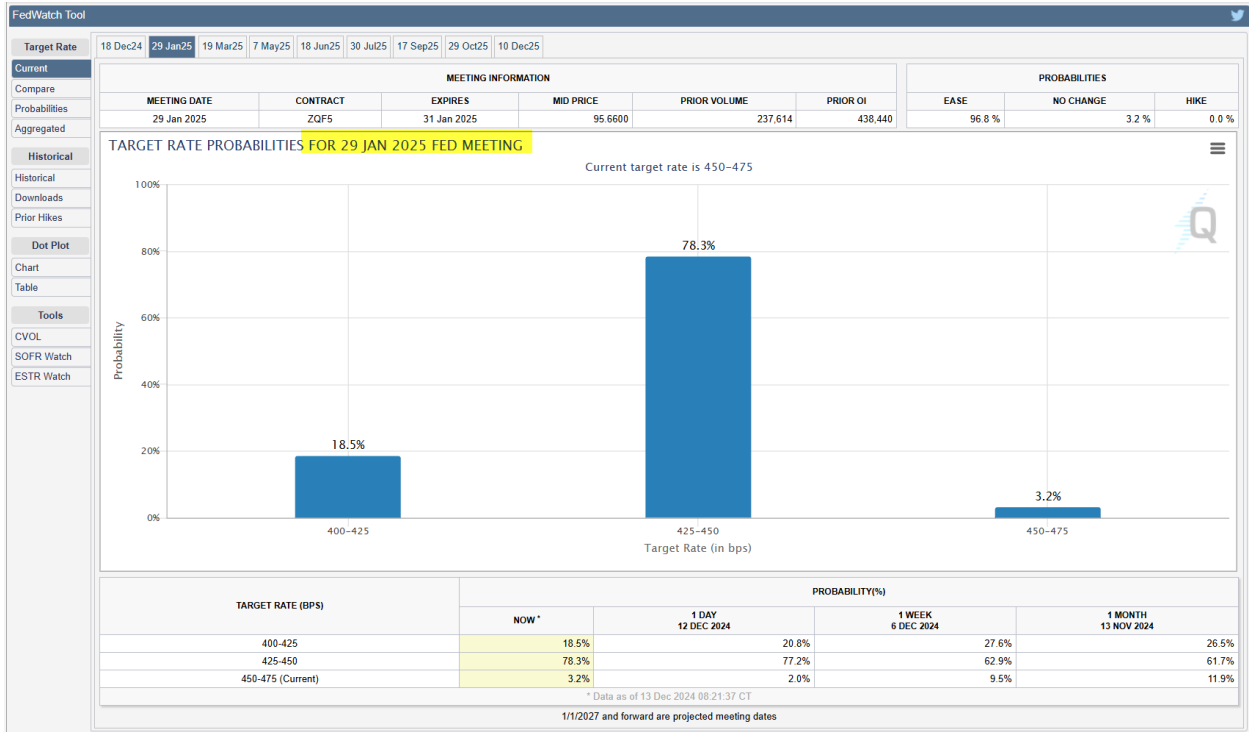 FedWatch Tool
Target Rate
Current
Compare
Probabilities
Aggregated
Historical
Historical
Downloads
Prior Hikes
Dot Plot
Chart
Table
Tools
CVOL
SOFR Watch
ESTR Watch
18 Dec24 29 Jan25 19 Mar25 7 May25 18 Jun25 30 Jul25 17 Sep25 29 Oct25 10 Dec25
MEETING INFORMATION
MEETING DATE CONTRACT EXPIRES MID PRICE PRIOR VOLUME PRIOR OI
29 Jan 2025 ZQF5 31 Jan 2025 95.6600 237,614 438,440
PROBABILITIES
EASE NO CHANGE HIKE
96.8 % 3.2 % 0.0 %
TARGET RATE PROBABILITIES FOR 29 JAN 2025 FED MEETING
Current target rate is 450-475
Q
Probability
100%
80%
60%
40%
20%
0%
18.5%
78.3%
3.2%
400-425 425-450 450-475
Target Rate (in bps)
TARGET RATE (BPS) PROBABILITY(%)
NOW * 1 DAY 1 WEEK 1 MONTH
12 DEC 2024 6 DEC 2024 13 NOV 2024
400-425 18.5% 20.8% 27.6% 26.5%
425-450 78.3% 77.2% 62.9% 61.7%
450-475 (Current) 3.2% 2.0% 9.5% 11.9%
* Data as of 13 Dec 2024 08:21:37 CT
1/1/2027 and forward are projected meeting dates